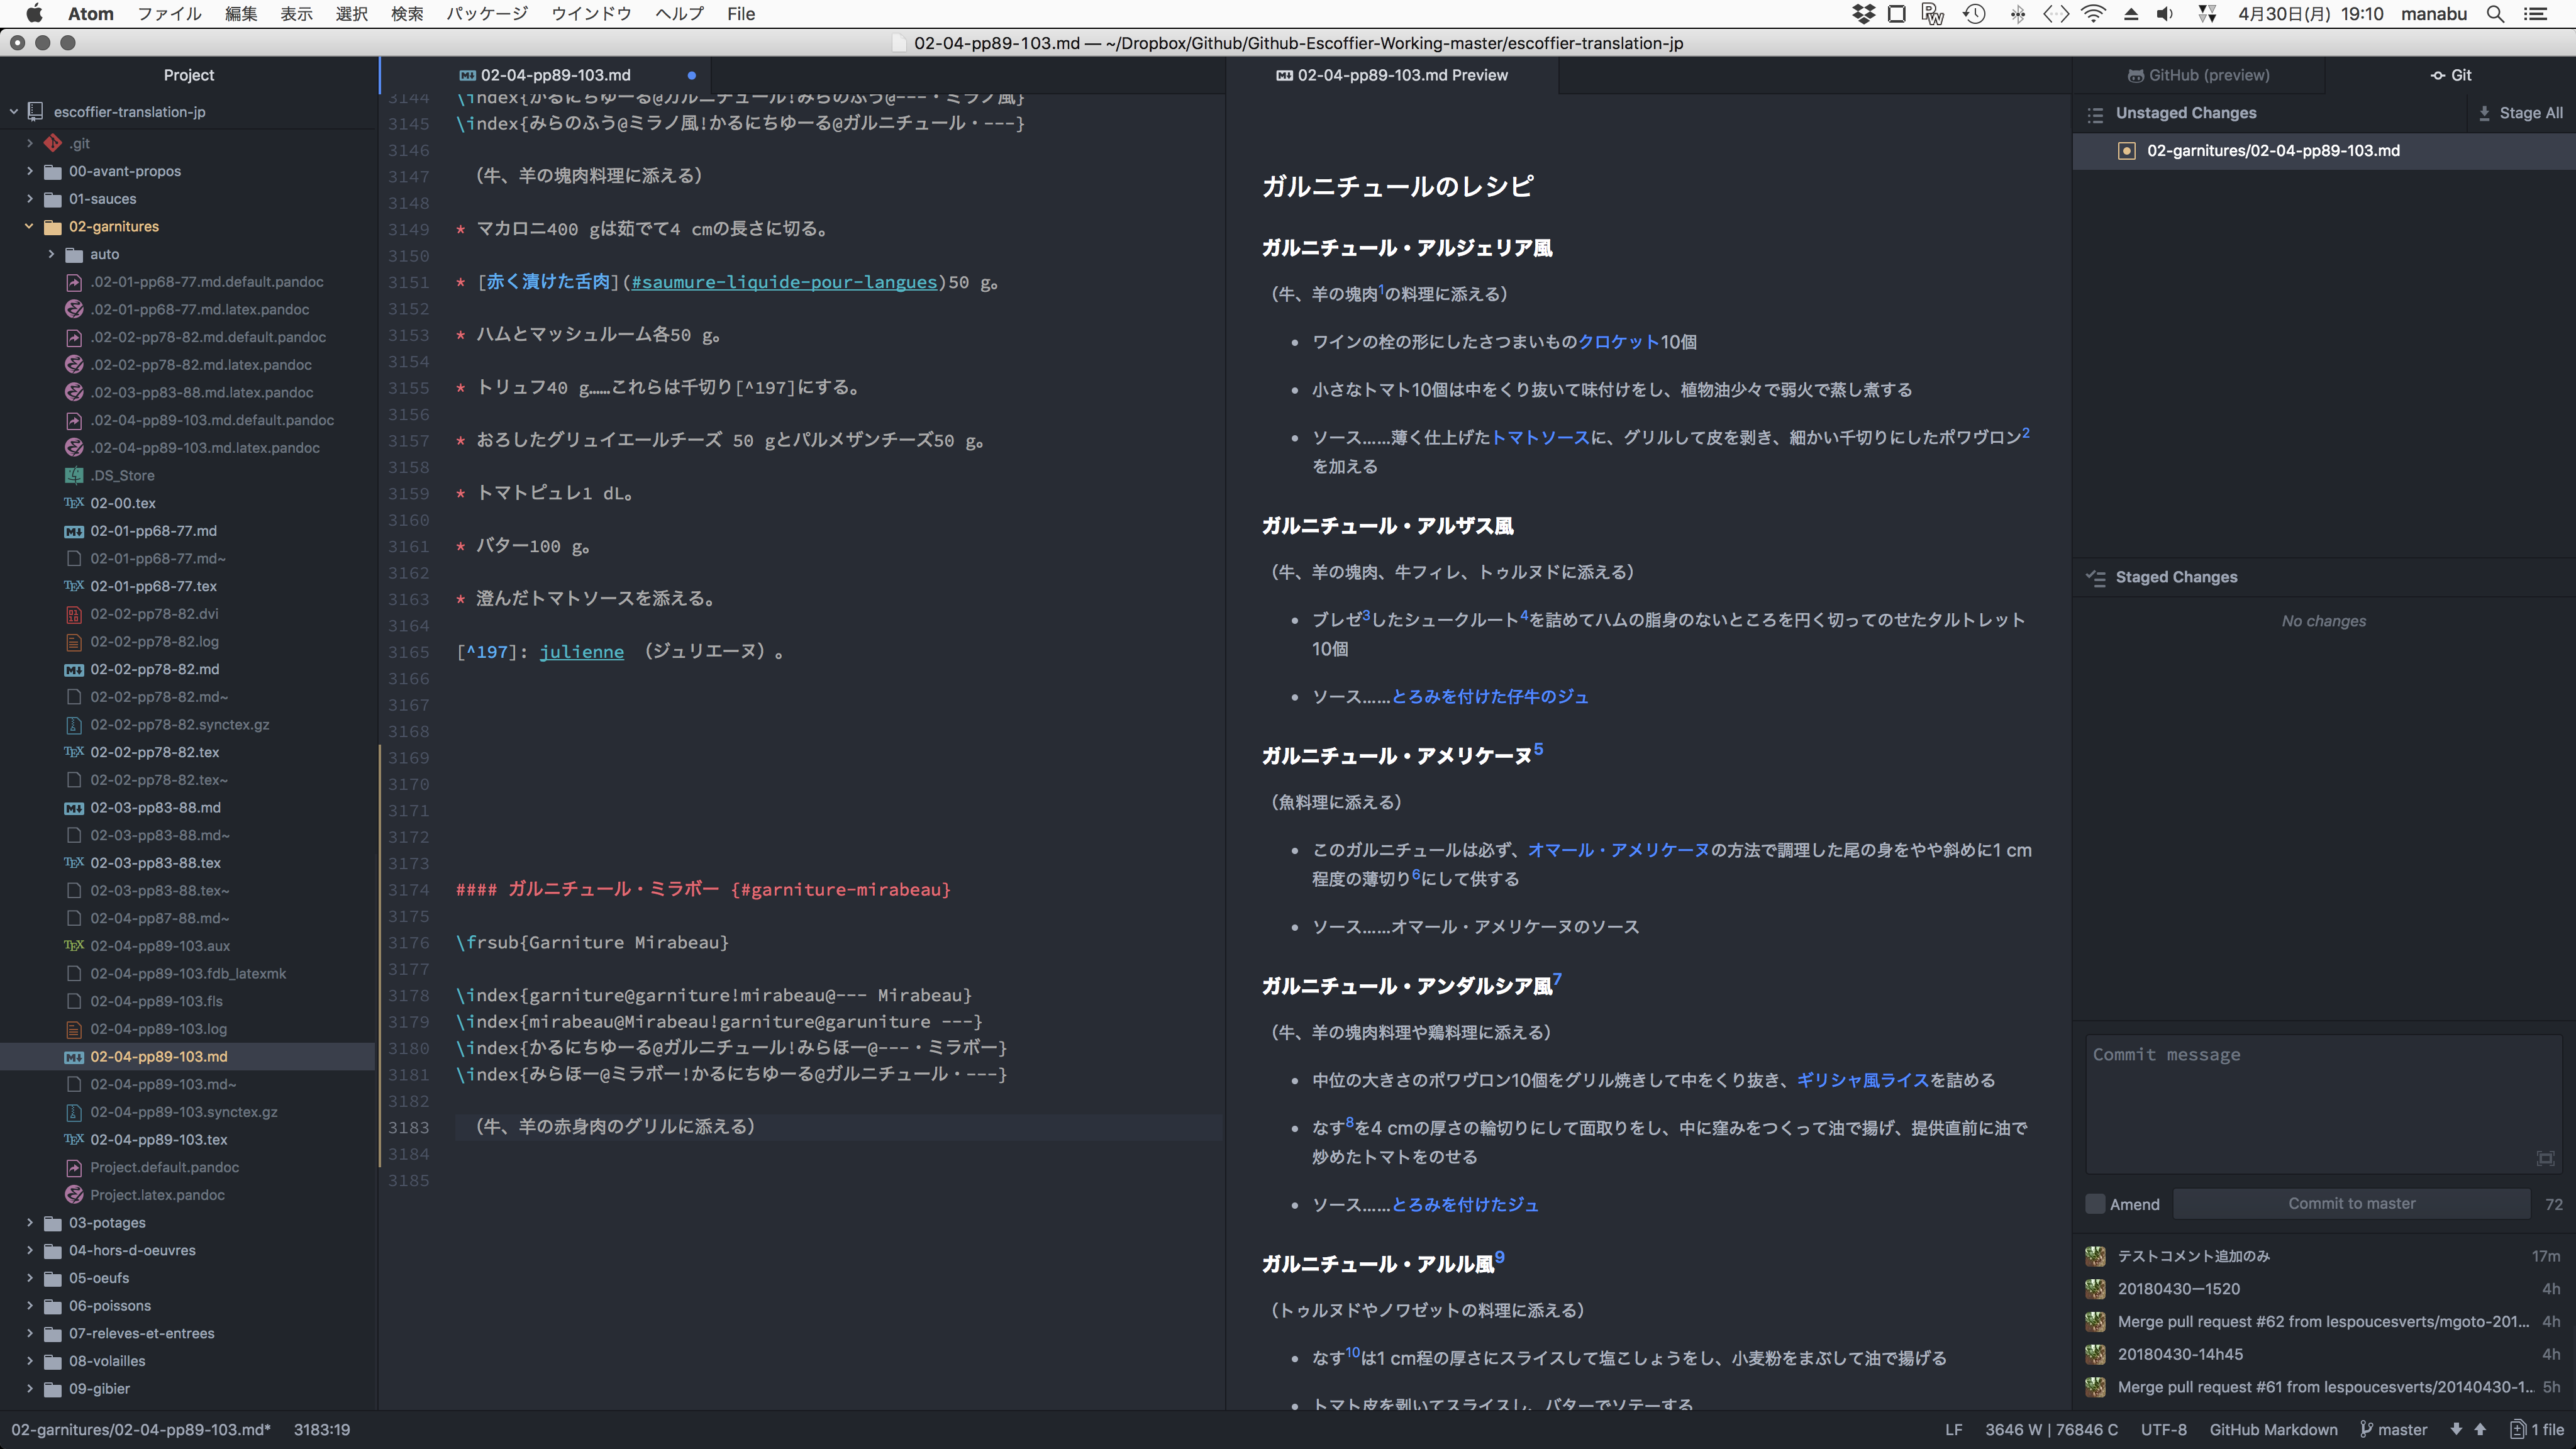 Atom ファイル 編集 表示 選択 検索 パッケージ ウインドウ ヘルプ File
4月30日(月) 19:10 manabu
02-04-pp89-103.md — ~/Dropbox/Github/Github-Escoffier-Working-master/escoffier-translation-jp
Project
escoffier-translation-jp
.git
00-avant-propos
01-sauces
02-garnitures
auto
.02-01-pp68-77.md.default.pandoc
.02-01-pp68-77.md.latex.pandoc
.02-02-pp78-82.md.default.pandoc
.02-02-pp78-82.md.latex.pandoc
.02-03-pp83-88.md.latex.pandoc
.02-04-pp89-103.md.default.pandoc
.02-04-pp89-103.md.latex.pandoc
.DS_Store
02-00.tex
02-01-pp68-77.md
02-01-pp68-77.md~
02-01-pp68-77.tex
02-02-pp78-82.dvi
02-02-pp78-82.log
02-02-pp78-82.md
02-02-pp78-82.md~
02-02-pp78-82.synctex.gz
02-02-pp78-82.tex
02-02-pp78-82.tex~
02-03-pp83-88.md
02-03-pp83-88.md~
02-03-pp83-88.tex
02-03-pp83-88.tex~
02-04-pp87-88.md~
02-04-pp89-103.aux
02-04-pp89-103.fdb_latexmk
02-04-pp89-103.fls
02-04-pp89-103.log
02-04-pp89-103.md
02-04-pp89-103.md~
02-04-pp89-103.synctex.gz
02-04-pp89-103.tex
Project.default.pandoc
Project.latex.pandoc
03-potages
04-hors-d-oeuvres
05-oeufs
06-poissons
07-releves-et-entrees
08-volailles
09-gibier
02-04-pp89-103.md
3144 \index{かるにちゆーる@ガルニチュール!みらのふう@---・ミラノ風}
3145 \index{みらのふう@ミラノ風!かるにちゆーる@ガルニチュール・---}
3146
3147 （牛、羊の塊肉料理に添える）
3148
3149 * マカロニ400 gは茹でて4 cmの長さに切る。
3150
3151 * [赤く漬けた舌肉](#saumure-liquide-pour-langues)50 g。
3152
3153 * ハムとマッシュルーム各50 g。
3154
3155 * トリュフ40 g……これらは千切り[^197]にする。
3156
3157 * おろしたグリュイエールチーズ 50 gとパルメザンチーズ50 g。
3158
3159 * トマトピュレ1 dL。
3160
3161 * バター100 g。
3162
3163 * 澄んだトマトソースを添える。
3164
3165 [^197]: julienne （ジュリエーヌ）。
3166
3167
3168
3169
3170
3171
3172
3173
3174 #### ガルニチュール・ミラボー {#garniture-mirabeau}
3175
3176 \frsub{Garniture Mirabeau}
3177
3178 \index{garniture@garniture!mirabeau@--- Mirabeau}
3179 \index{mirabeau@Mirabeau!garniture@garuniture ---}
3180 \index{かるにちゆーる@ガルニチュール!みらほー@---・ミラボー}
3181 \index{みらほー@ミラボー!かるにちゆーる@ガルニチュール・---}
3182
3183 （牛、羊の赤身肉のグリルに添える）
3184
3185
02-04-pp89-103.md Preview
ガルニチュールのレシピ
ガルニチュール・アルジェリア風
（牛、羊の塊肉1の料理に添える）
• ワインの栓の形にしたさつまいものクロケット10個
• 小さなトマト10個は中をくり抜いて味付けをし、植物油少々で弱火で蒸し煮する
• ソース……薄く仕上げたトマトソースに、グリルして皮を剥き、細かい千切りにしたポワヴロン2
を加える
ガルニチュール・アルザス風
（牛、羊の塊肉、牛フィレ、トゥルヌドに添える）
• ブレゼ3したシュークルート4を詰めてハムの脂身のないところを円く切ってのせたタルトレット
10個
• ソース……とろみを付けた仔牛のジュ
ガルニチュール・アメリケーヌ5
（魚料理に添える）
• このガルニチュールは必ず、オマール・アメリケーヌの方法で調理した尾の身をやや斜めに1 cm
程度の薄切り6にして供する
• ソース……オマール・アメリケーヌのソース
ガルニチュール・アンダルシア風7
（牛、羊の塊肉料理や鶏料理に添える）
• 中位の大きさのポワヴロン10個をグリル焼きして中をくり抜き、ギリシャ風ライスを詰める
• なす8を4 cmの厚さの輪切りにして面取りをし、中に窪みをつくって油で揚げ、提供直前に油で
炒めたトマトをのせる
• ソース……とろみを付けたジュ
ガルニチュール・アルル風9
（トゥルヌドやノワゼットの料理に添える）
• なす10は1 cm程の厚さにスライスして塩こしょうをし、小麦粉をまぶして油で揚げる
• トマト皮を剥いてスライスし、バターでソテーする
GitHub (preview) Git
Unstaged Changes Stage All
02-garnitures/02-04-pp89-103.md
Staged Changes
No changes
Commit message
Amend Commit to master 72
テストコメント追加のみ 17m
20180430ー1520 4h
Merge pull request #62 from lespoucesverts/mgoto-201... 4h
20180430-14h45 4h
Merge pull request #61 from lespoucesverts/20140430-1... 5h
02-garnitures/02-04-pp89-103.md* 3183:19
LF 3646 W | 76846 C UTF-8 GitHub Markdown master 1 file